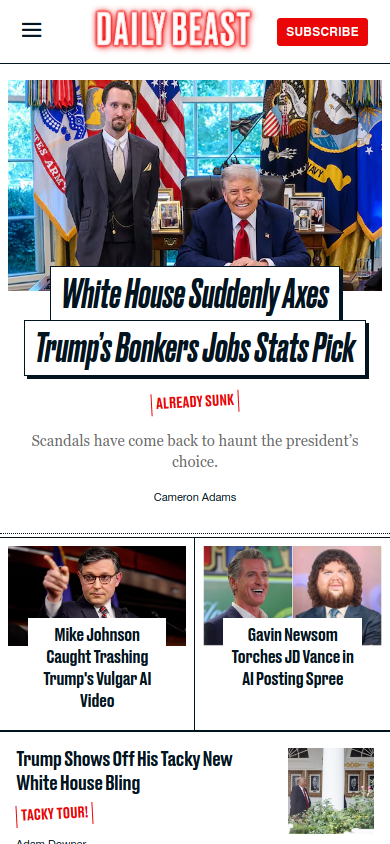 DAILY BEAST
SUBSCRIBE
U.S. ARMY
NAVY
White House Suddenly Axes
Trump's Bonkers Jobs Stats Pick
ALREADY SUNK
Scandals have come back to haunt the president’s
choice.
Cameron Adams
Mike Johnson
Caught Trashing
Trump's Vulgar AI
Video
Gavin Newsom
Torches JD Vance in
AI Posting Spree
Trump Shows Off His Tacky New
White House Bling
TACKY TOUR!
Adam Downer